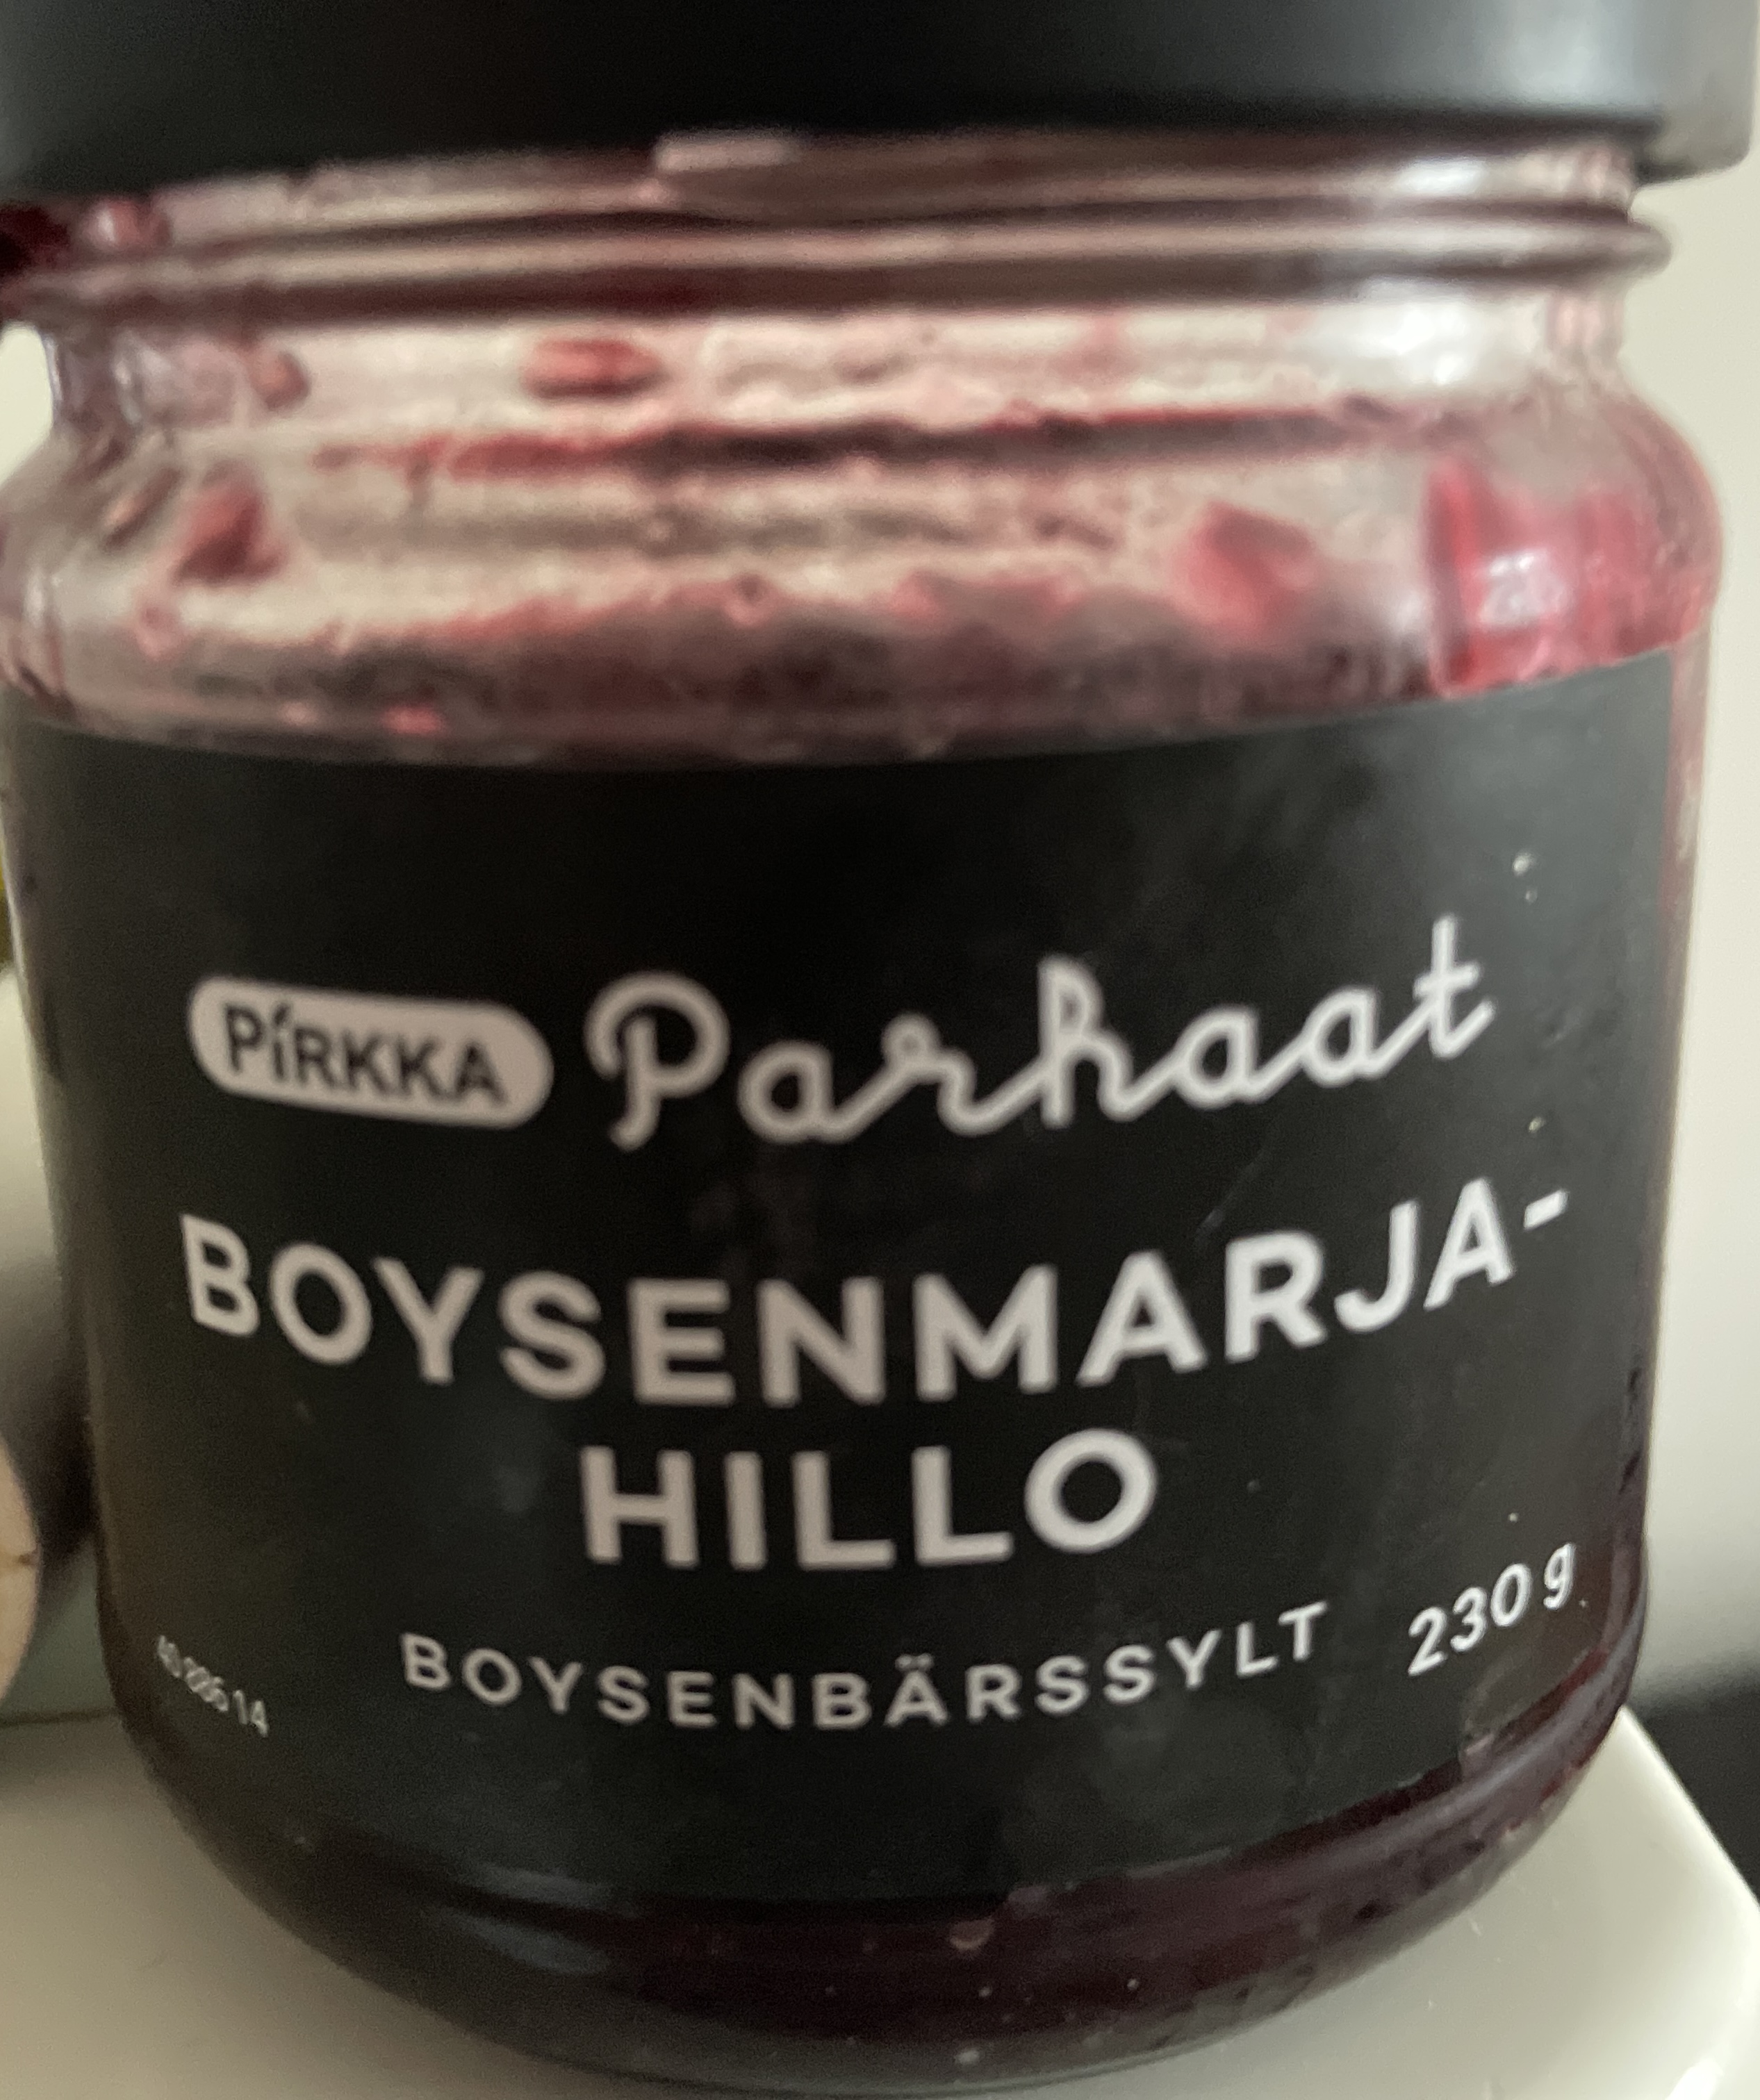 PIRKKA Parhaat
BOYSENMARJA-
HILLO
BOYSENBÄRSSYLT 230 g